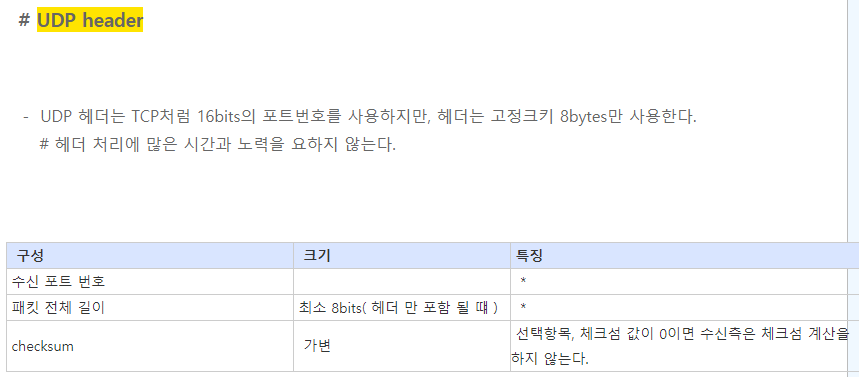 # UDP header
- UDP 헤더는 TCP처럼 16bits의 포트번호를 사용하지만, 헤더는 고정크키 8bytes만 사용한다.
# 헤더 처리에 많은 시간과 노력을 요하지 않는다.
구성 크기 특징
수신 포트 번호 *
패킷 전체 길이 최소 8bits( 헤더 만 포함 될 떄 ) *
checksum 가변 선택항목, 체크섬 값이 0이면 수신측은 체크섬 계산을
하지 않는다.